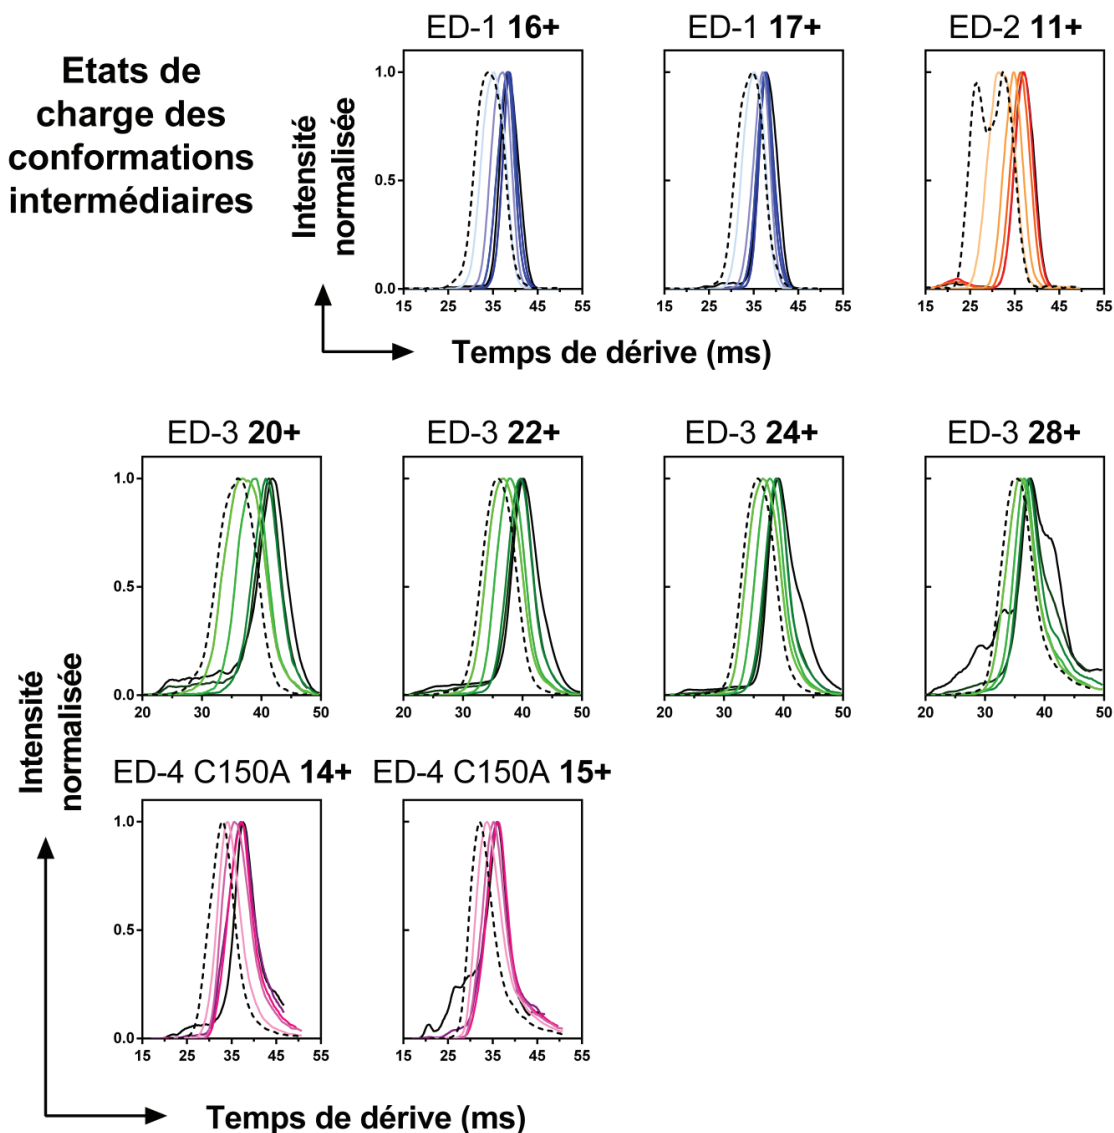 Etats de
charge des
conformations
intermédiaires
ED-1 16+
ED-1 17+
ED-2 11+
Intensité
normalisée
1.0
0.5
0.0
15 25 35 45 55
15 25 35 45 55
15 25 35 45 55
Temps de dérive (ms)
ED-3 20+
ED-3 22+
ED-3 24+
ED-3 28+
Intensité
normalisée
1.0
0.5
0.0
20 30 40 50
20 30 40 50
20 30 40 50
20 30 40 50
ED-4 C150A 14+
ED-4 C150A 15+
1.0
0.5
0.0
15 25 35 45 55
15 25 35 45 55
Temps de dérive (ms)